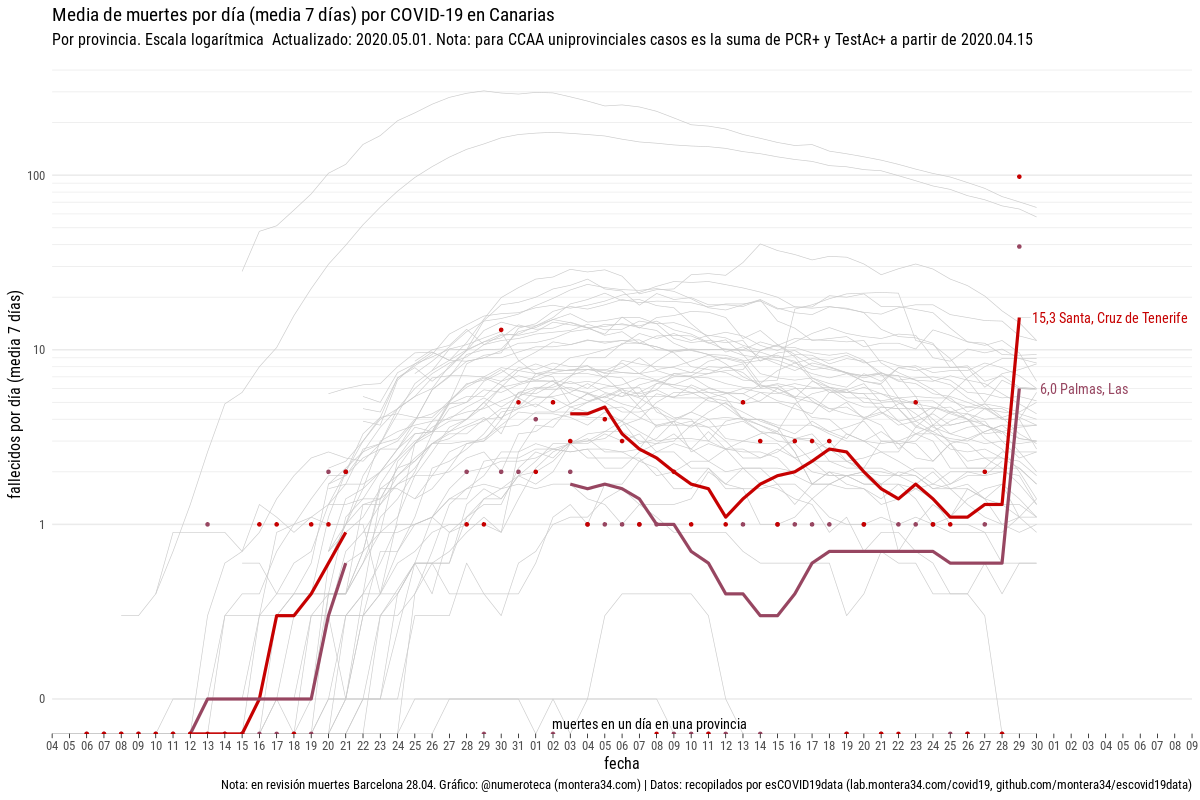 Media de muertes por día (media 7 días) por COVID-19 en Canarias
Por provincia. Escala logarítmica  Actualizado: 2020.05.01. Nota: para CCAA uniprovinciales casos es la suma de PCR+ y TestAc+ a partir de 2020.04.15
fallecidos por día (media  7 días)
100
10
1
0
15,3 Santa, Cruz de Tenerife
6,0 Palmas, Las
muertes en un día en una provincia
04 05 06 07 08 09 10 11 12 13 14 15 16 17 18 19 20 21 22 23 24 25 26 27 28 29 30 31 01 02 03 04 05 06 07 08 09 10 11 12 13 14 15 16 17 18 19 20 21 22 23 24 25 26 27 28 29 30 01 02 03 04 05 06 07 08 09
fecha
Nota: en revisión muertes Barcelona 28.04. Gráfico: @numeroteca (montera34.com) | Datos: recopilados por esCOVID19data (lab.montera34.com/covid19, github.com/montera34/escovid19data)